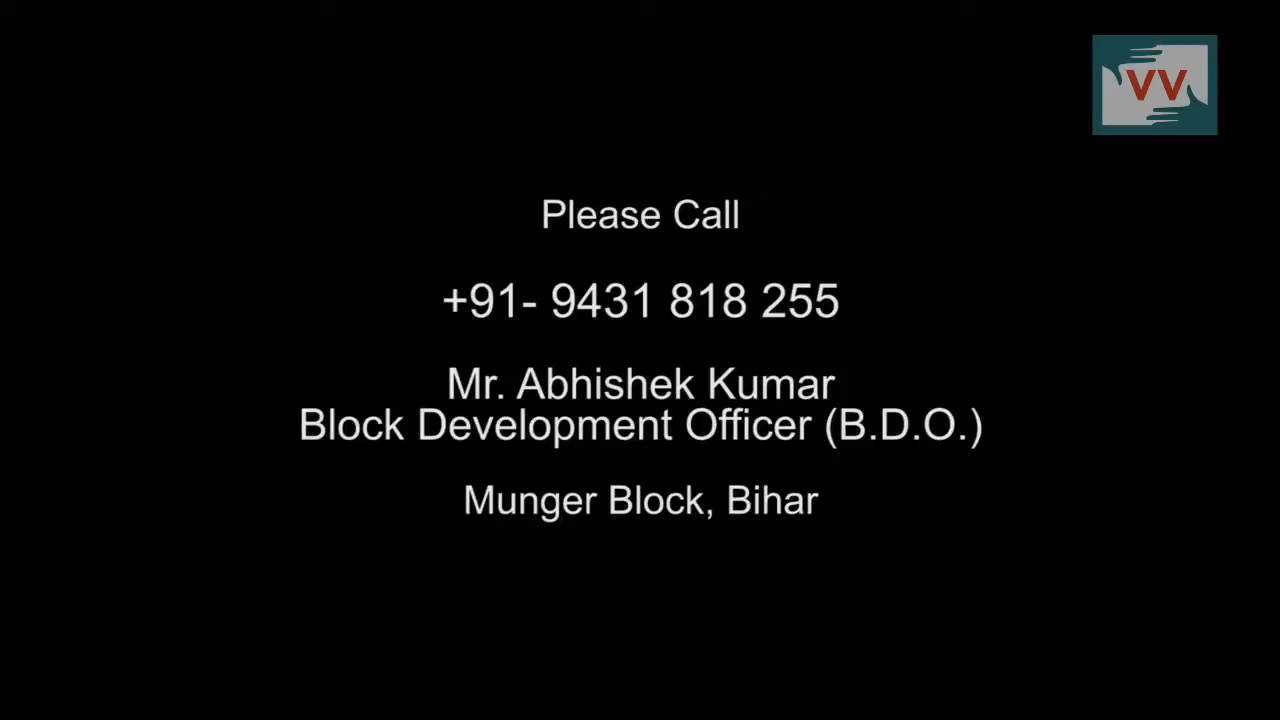 VV
Please Call
+91- 9431 818 255
Mr. Abhishek Kumar
Block Development Officer (B.D.O.)
Munger Block, Bihar